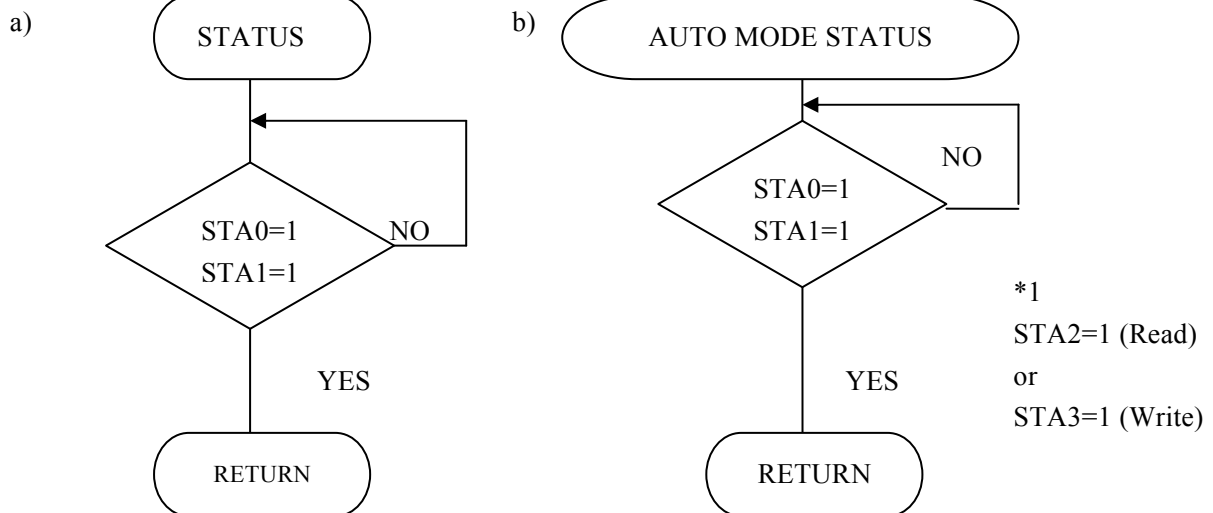 a)
STATUS
NO
STA0=1
STA1=1
YES
RETURN
b)
AUTO MODE STATUS
NO
STA0=1
STA1=1
*1
STA2=1 (Read)
or
STA3=1 (Write)
YES
RETURN